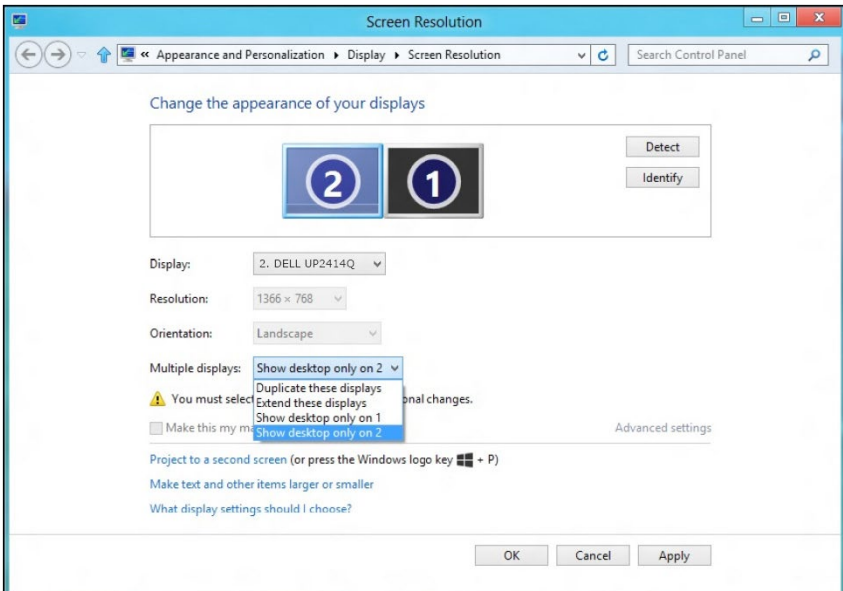 Screen Resolution
« Appearance and Personalization ▸ Display ▸ Screen Resolution
Search Control Panel
Change the appearance of your displays
2
1
Detect
Identify
Display:
2. DELL UP2414Q
Resolution:
1366 × 768
Orientation:
Landscape
Multiple displays:
Show desktop only on 2
Duplicate these displays
You must select
onal changes.
Extend these displays
Show desktop only on 1
Make this my ma
Show desktop only on 2
Advanced settings
Project to a second screen (or press the Windows logo key + P)
Make text and other items larger or smaller
What display settings should I choose?
OK
Cancel
Apply